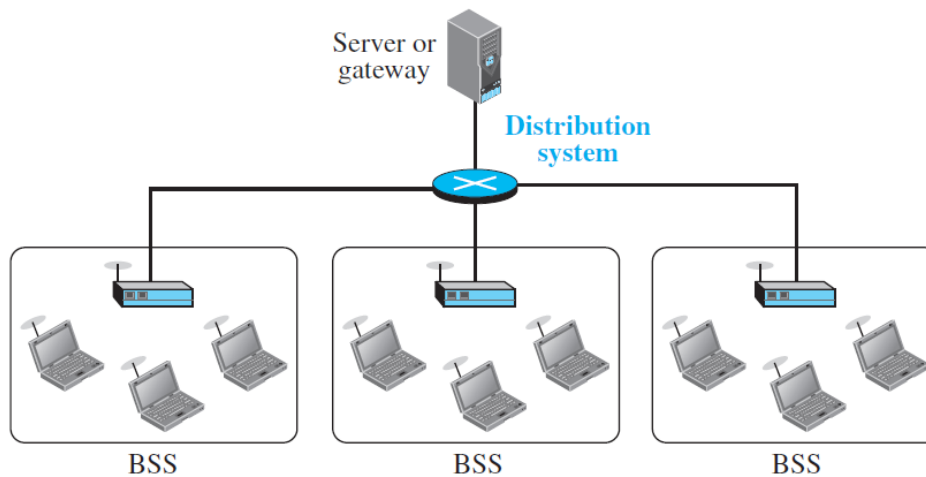 Server or
gateway
Distribution
system
BSS
BSS
BSS